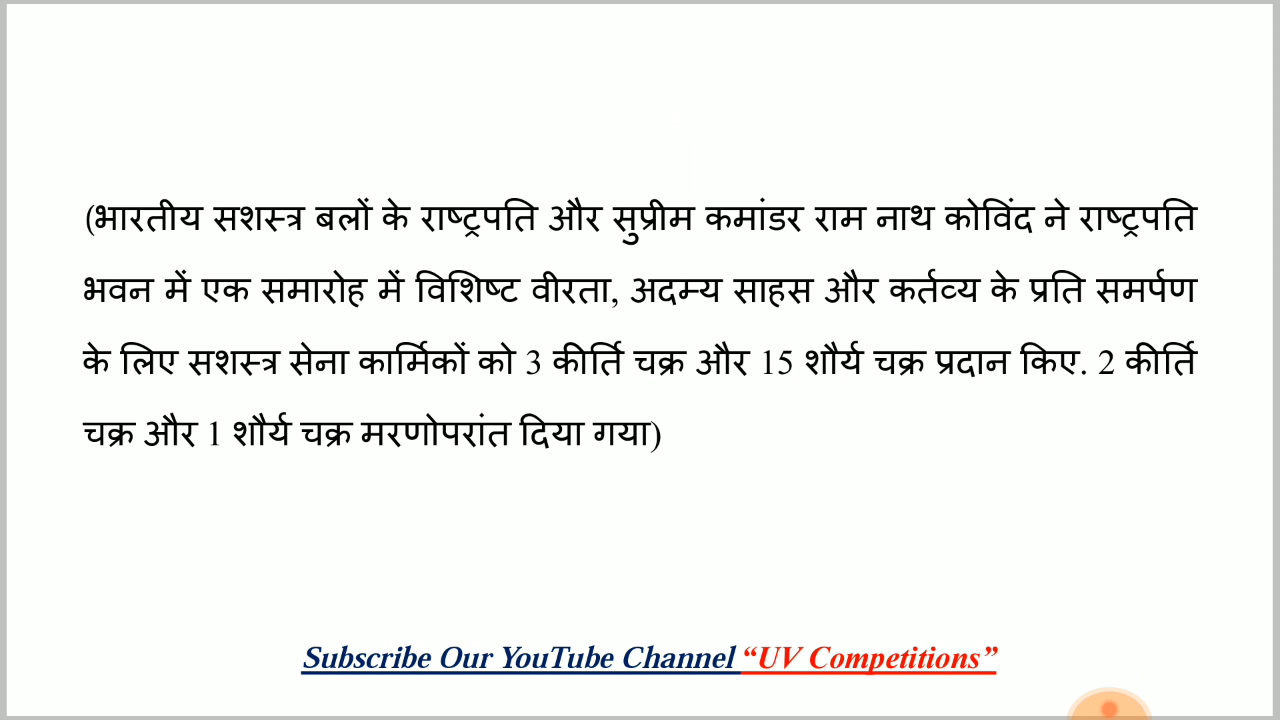 (भारतीय सशस्त्र बलों के राष्ट्रपति और सुप्रीम कमांडर राम नाथ कोविंद ने राष्ट्रपति
भवन में एक समारोह में विशिष्ट वीरता, अदम्य साहस और कर्तव्य के प्रति समर्पण
के लिए सशस्त्र सेना कार्मिकों को 3 कीर्ति चक्र और 15 शौर्य चक्र प्रदान किए. 2 कीर्ति
चक्र और 1 शौर्य चक्र मरणोपरांत दिया गया)
Subscribe Our YouTube Channel “UV Competitions”